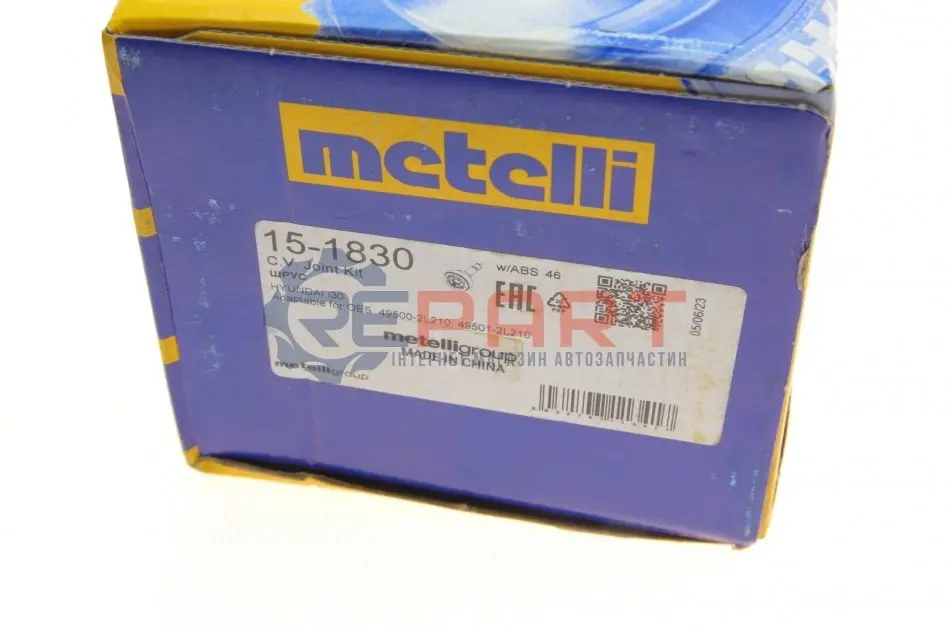 metelli
15-1830
C.V. Joint Kit
ШРУС
HYUNDAI I30
Adaptable for OES 49500-2L210 49501-2L210
w/ABS 46
EAC
05/06/23
REPART
ІНТЕРНЕТ МАГАЗИН АВТОЗАПЧАСТИН
metelligroup
MADE IN CHINA
metelligroup